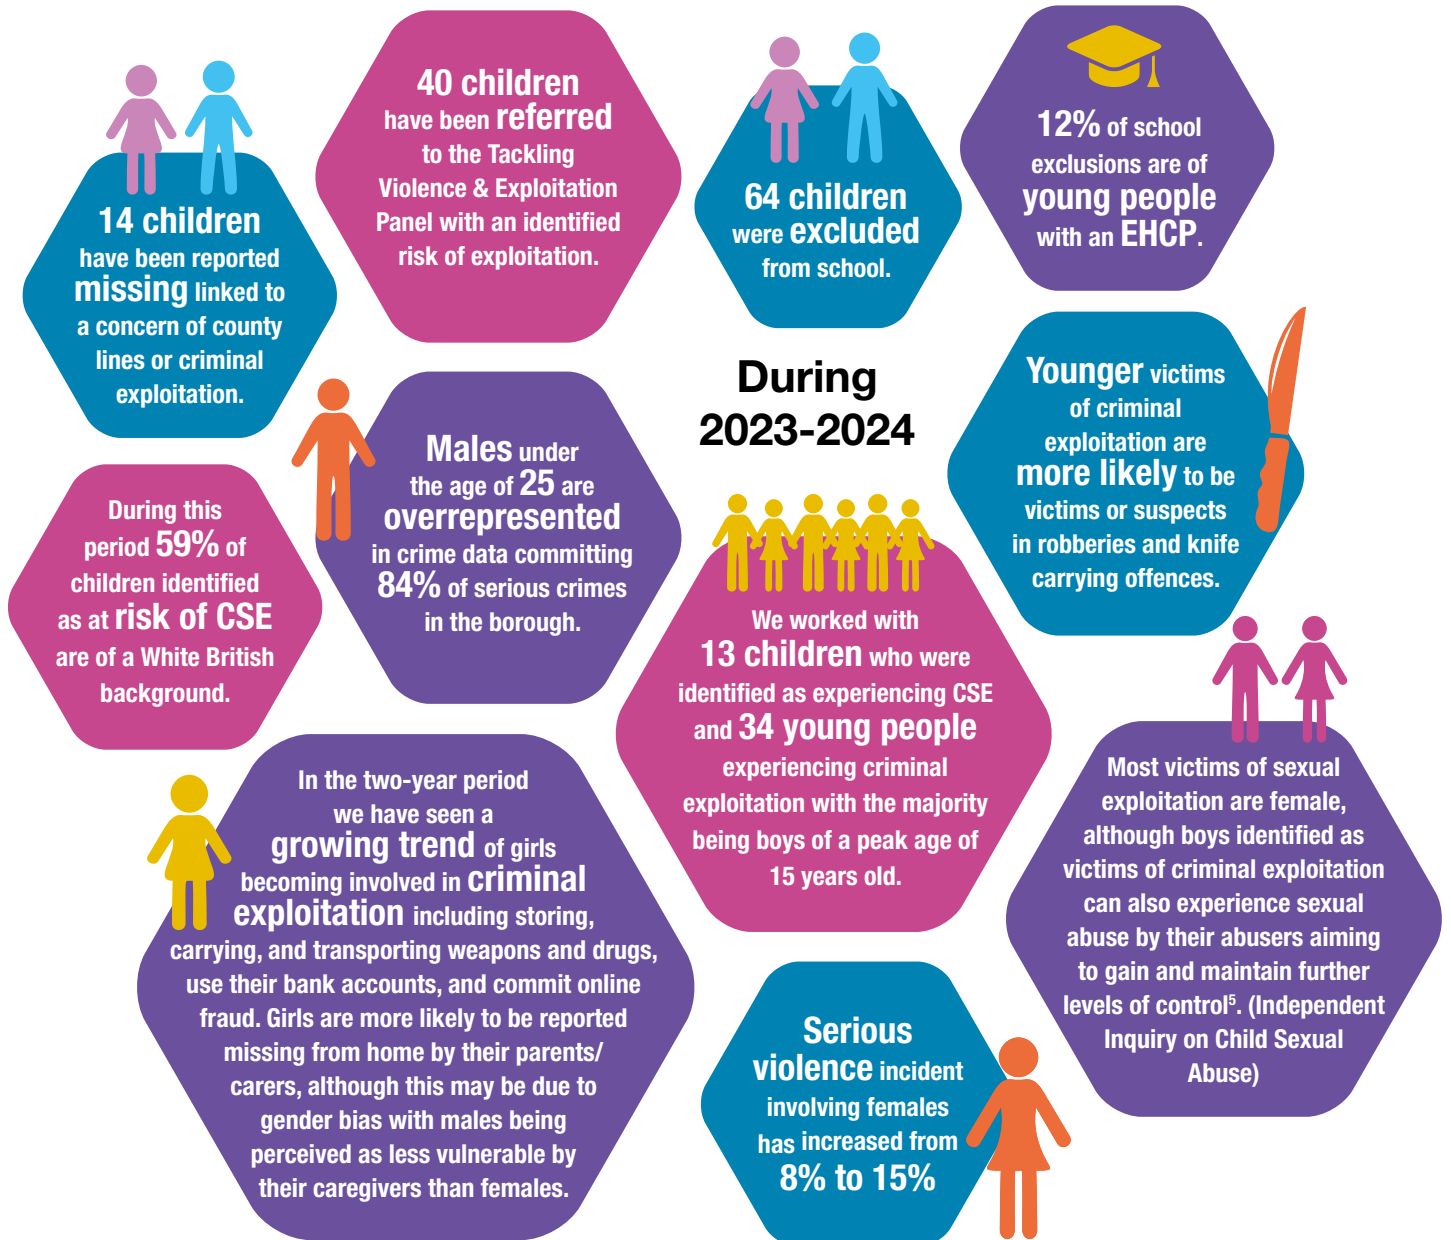 14 children
have been reported
missing linked to
a concern of county
lines or criminal
exploitation.
40 children
have been referred
to the Tackling
Violence & Exploitation
Panel with an identified
risk of exploitation.
64 children
were excluded
from school.
12% of school
exclusions are of
young people
with an EHCP.
During
2023-2024
During this
period 59% of
children identified
as at risk of CSE
are of a White British
background.
Males under
the age of 25 are
overrepresented
in crime data committing
84% of serious crimes
in the borough.
Younger victims
of criminal
exploitation are
more likely to be
victims or suspects
in robberies and knife
carrying offences.
We worked with
13 children who were
identified as experiencing CSE
and 34 young people
experiencing criminal
exploitation with the majority
being boys of a peak age of
15 years old.
In the two-year period
we have seen a
growing trend of girls
becoming involved in criminal
exploitation including storing,
carrying, and transporting weapons and drugs,
use their bank accounts, and commit online
fraud. Girls are more likely to be reported
missing from home by their parents/
carers, although this may be due to
gender bias with males being
perceived as less vulnerable by
their caregivers than females.
Serious
violence incident
involving females
has increased from
8% to 15%
Most victims of sexual
exploitation are female,
although boys identified as
victims of criminal exploitation
can also experience sexual
abuse by their abusers aiming
to gain and maintain further
levels of control⁵. (Independent
Inquiry on Child Sexual
Abuse)